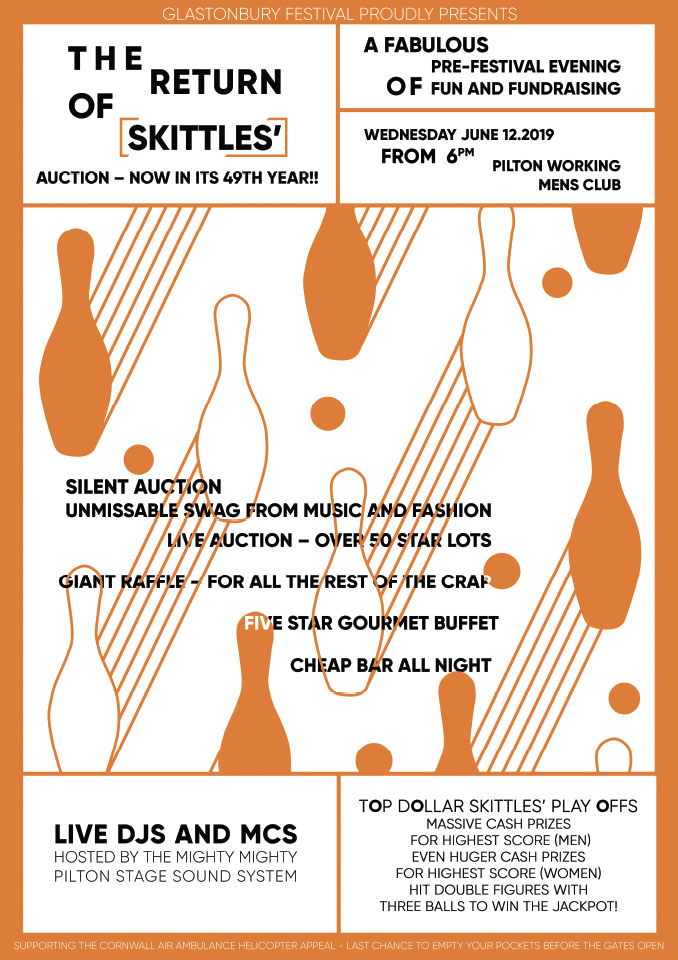 GLASTONBURY FESTIVAL PROUDLY PRESENTS
THE
RETURN
OF
SKITTLES'
AUCTION – NOW IN ITS 49TH YEAR!!
A FABULOUS
PRE-FESTIVAL EVENING
OF FUN AND FUNDRAISING
WEDNESDAY JUNE 12.2019
FROM 6PM
PILTON WORKING
MENS CLUB
SILENT AUCTION
UNMISSABLE SWAG FROM MUSIC AND FASHION
LIVE AUCTION – OVER 50 STAR LOTS
GIANT RAFFLE - FOR ALL THE REST OF THE CRAP
FIVE STAR GOURMET BUFFET
CHEAP BAR ALL NIGHT
LIVE DJS AND MCS
HOSTED BY THE MIGHTY MIGHTY
PILTON STAGE SOUND SYSTEM
TOP DOLLAR SKITTLES' PLAY OFFS
MASSIVE CASH PRIZES
FOR HIGHEST SCORE (MEN)
EVEN HUGER CASH PRIZES
FOR HIGHEST SCORE (WOMEN)
HIT DOUBLE FIGURES WITH
THREE BALLS TO WIN THE JACKPOT!
SUPPORTING THE CORNWALL AIR AMBULANCE HELICOPTER APPEAL - LAST CHANCE TO EMPTY YOUR POCKETS BEFORE THE GATES OPEN